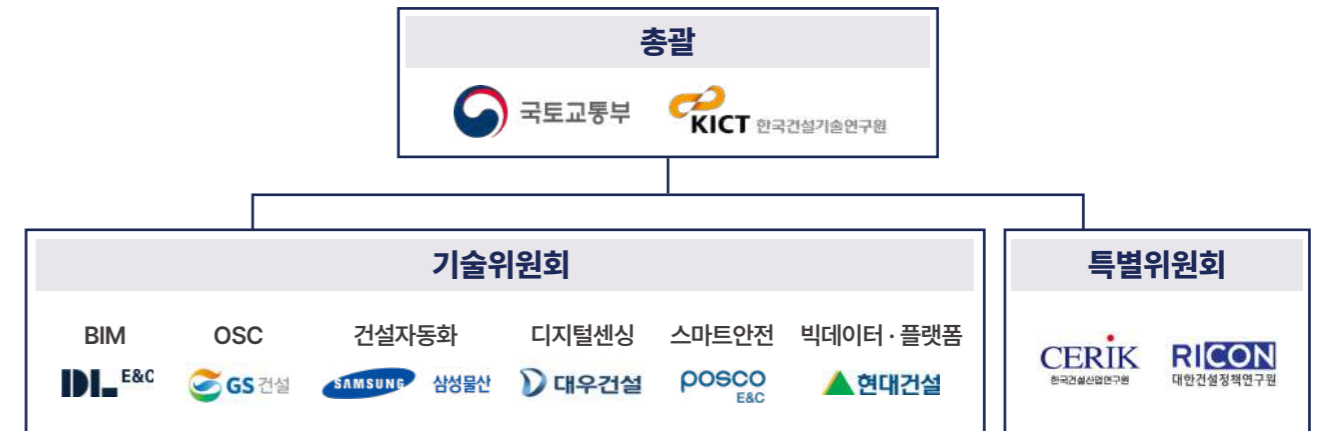 총괄
국토교통부
KICT 한국건설기술연구원
기술위원회
BIM OSC 건설자동화 디지털센싱 스마트안전 빅데이터 · 플랫폼
DL E&C GS건설 SAMSUNG 삼성물산 대우건설 posco E&C 현대건설
특별위원회
CERIK
한국건설산업연구원
RICON
대한건설정책연구원